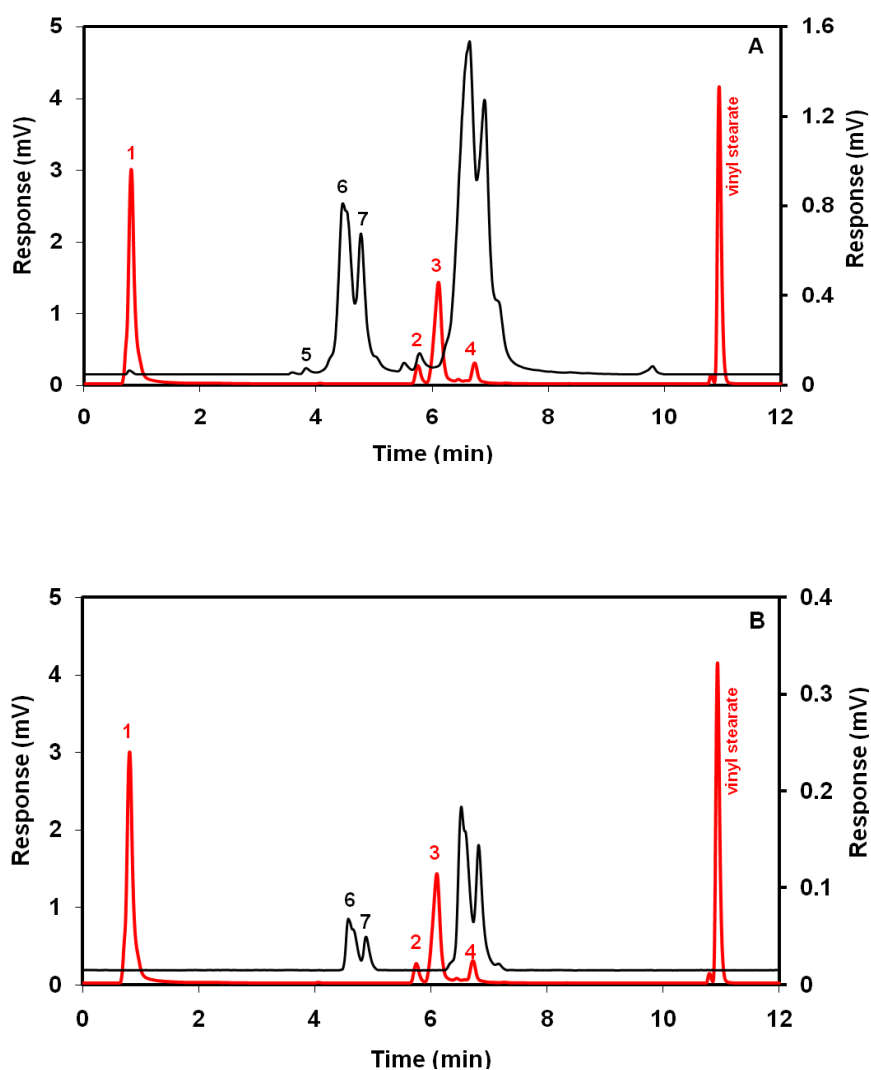 5 1.6
A
4 1.2
3 0.8
2 0.4
1 0
0
Response (mV)
Response (mV)
1
6
7
5
2
3
4
vinyl stearate
0 2 4 6 8 10 12
Time (min)
5 0.4
B
4 0.3
3 0.2
2 0.1
1 0
0
Response (mV)
Response (mV)
1
6
7
2
3
4
vinyl stearate
0 2 4 6 8 10 12
Time (min)